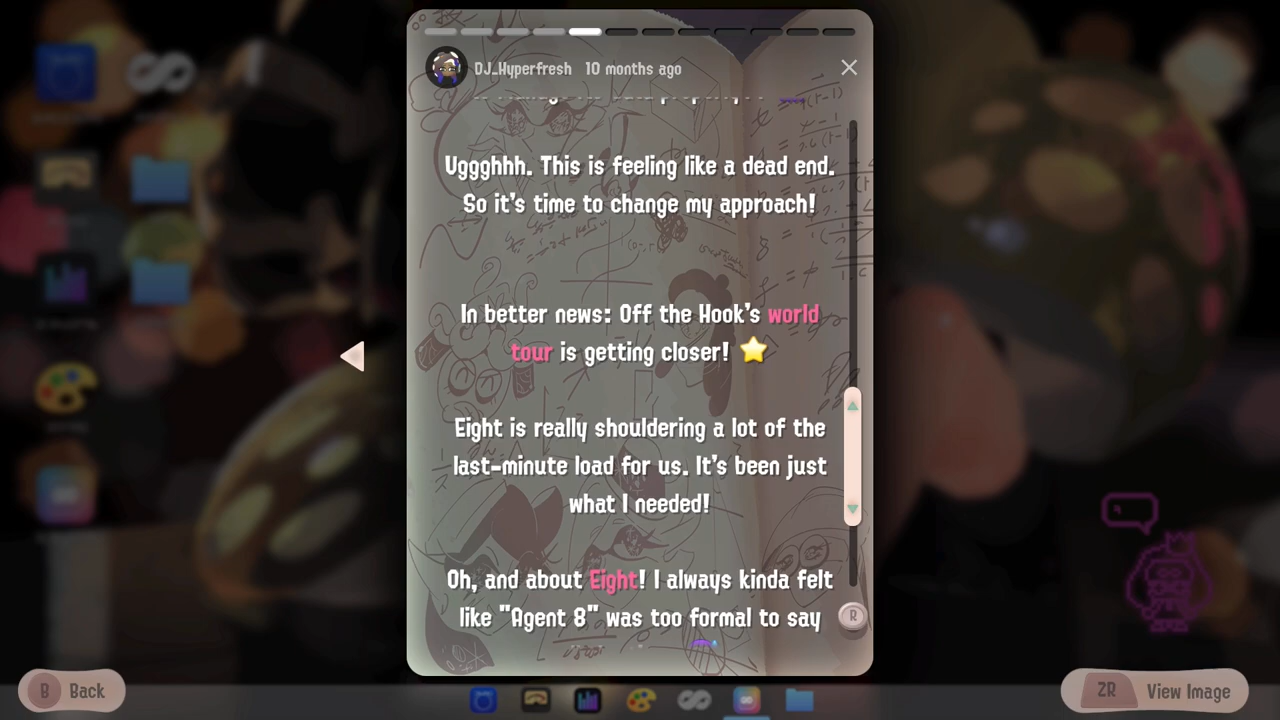 DJ_Hyperfresh 10 months ago
Uggghhh. This is feeling like a dead end.
So it's time to change my approach!
In better news: Off the Hook's world
tour is getting closer! ⭐
Eight is really shouldering a lot of the
last-minute load for us. It's been just
what I needed!
Oh, and about Eight! I always kinda felt
like "Agent 8" was too formal to say
R
B Back
ZR View Image